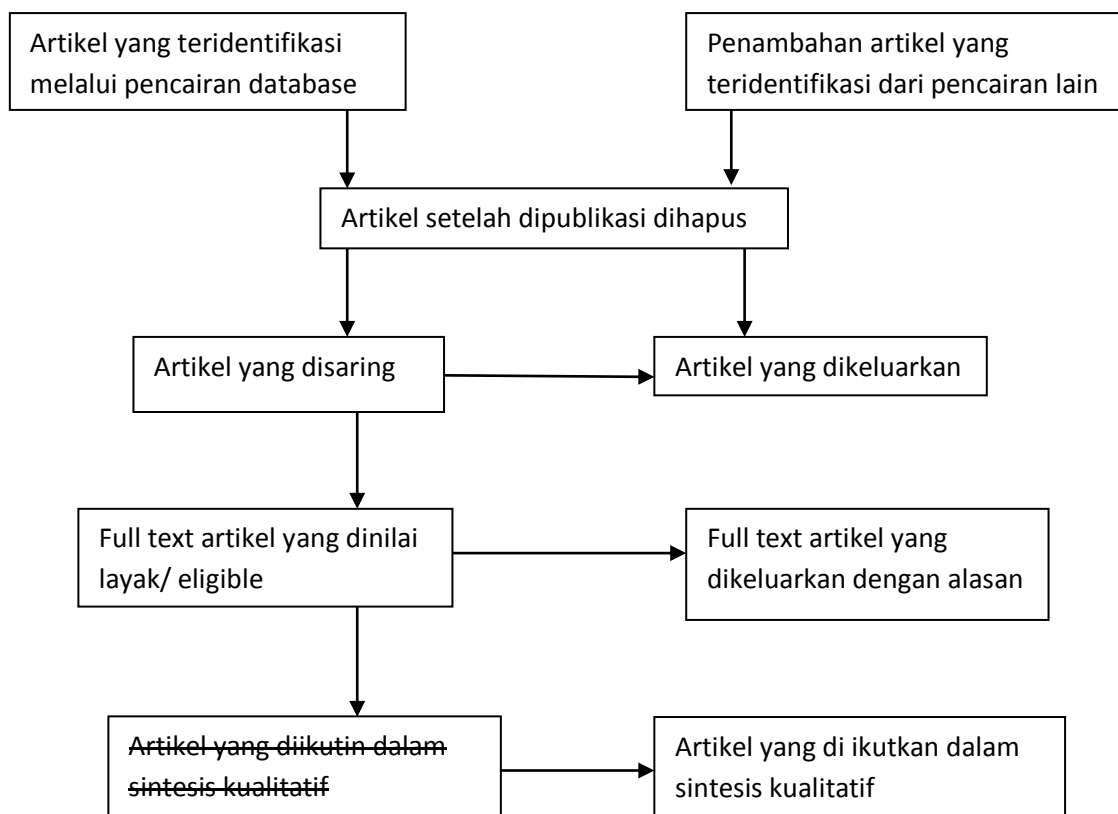 Artikel yang teridentifikasi
melalui pencairan database
Penambahan artikel yang
teridentifikasi dari pencairan lain
Artikel setelah dipublikasi dihapus
Artikel yang disaring
Artikel yang dikeluarkan
Full text artikel yang dinilai
layak/ eligible
Full text artikel yang
dikeluarkan dengan alasan
Artikel yang diikutin dalam
sintesis kualitatif
Artikel yang di ikutkan dalam
sintesis kualitatif